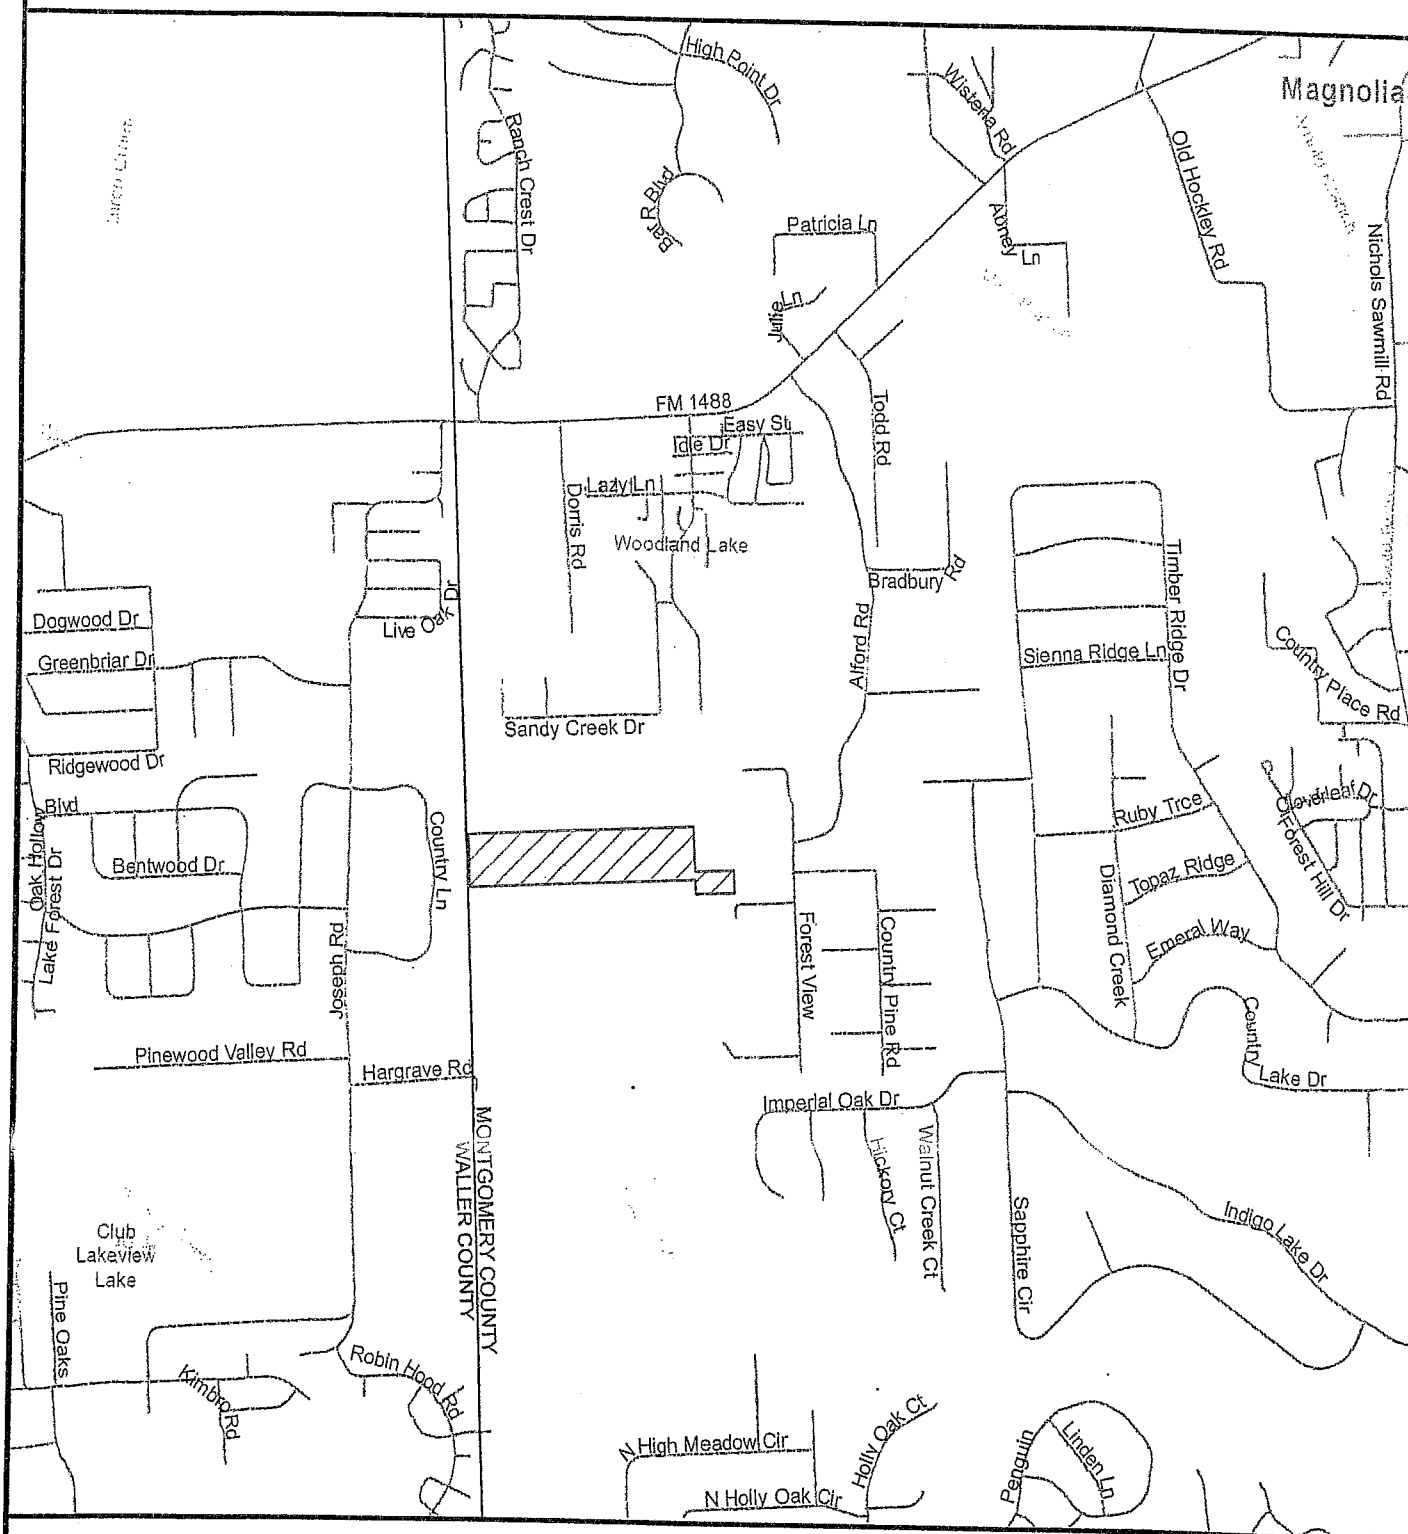 High Point Dr
Wisteria Rd
Magnolia
Ranch Crest Dr
Old Hockley Rd
Bar R Blvd
Patricia Ln
Abney
Ln
Nichols Sawmill Rd
Julie Ln
FM 1488
Easy St
Idle Dr
Todd Rd
Lazy Ln
Dorris Rd
Woodland Lake
Bradbury Rd
Timber Ridge Dr
Dogwood Dr
Live Oak Dr
Alford Rd
Greenbriar Dr
Sienna Ridge Ln
Country Place Rd
Sandy Creek Dr
Ridgewood Dr
Oak Hollow
Blvd
Country Ln
Ruby Trce
Cloverleaf Dr
Forest Hill Dr
Bentwood Dr
Lake Forest Dr
Diamond Creek
Topaz Ridge
Joseph Rd
Forest View
Country Pine Rd
Emeral Way
Country
Lake Dr
Pinewood Valley Rd
Hargrave Rd
Imperial Oak Dr
MONTGOMERY COUNTY
WALLER COUNTY
Hickory Ct
Walnut Creek Ct
Sapphire Cir
Indigo Lake Dr
Club
Lakeview
Lake
Pine Oaks
Kimbro Rd
Robin Hood Rd
N High Meadow Cir
Holly Oak Ct
N Holly Oak Cir
Penguin
Linden Ln